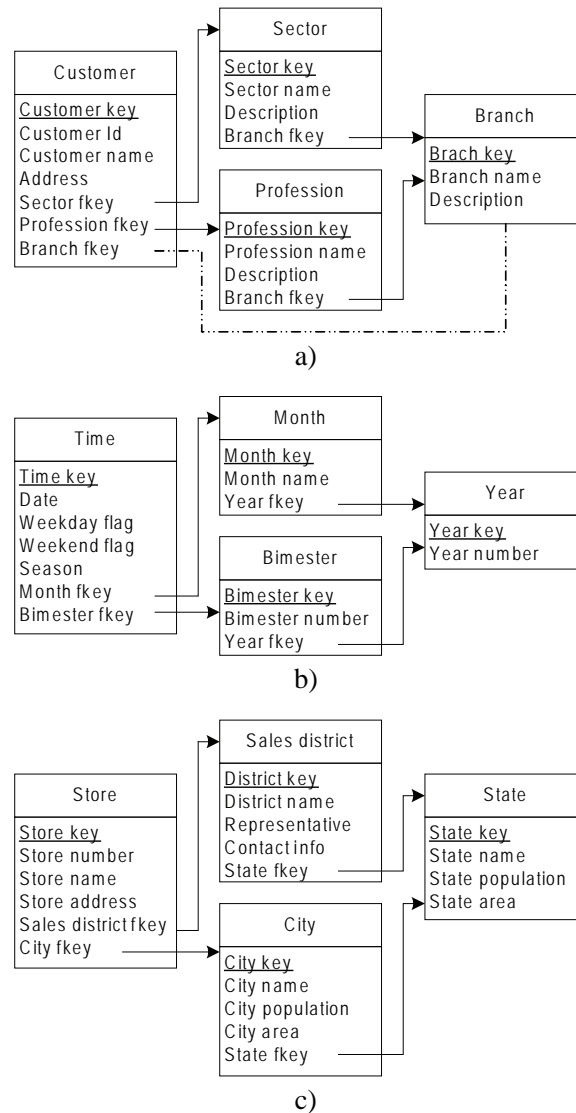 Customer
Customer key
Customer Id
Customer name
Address
Sector fkey
Profession fkey
Branch fkey
Sector
Sector key
Sector name
Description
Branch fkey
Profession
Profession key
Profession name
Description
Branch fkey
Branch
Brach key
Branch name
Description
a)
Time
Time key
Date
Weekday flag
Weekend flag
Season
Month fkey
Bimester fkey
Month
Month key
Month name
Year fkey
Bimester
Bimester key
Bimester number
Year fkey
Year
Year key
Year number
b)
Store
Store key
Store number
Store name
Store address
Sales district fkey
City fkey
Sales district
District key
District name
Representative
Contact info
State fkey
City
City key
City name
City population
City area
State fkey
State
State key
State name
State population
State area
c)